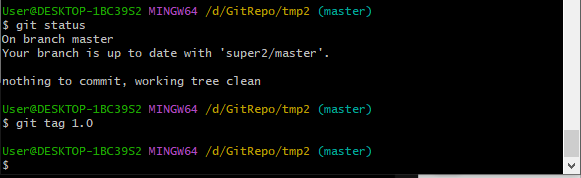 User@DESKTOP-1BC39S2 MINGW64 /d/GitRepo/tmp2 (master)
$ git status
On branch master
Your branch is up to date with 'super2/master'.
nothing to commit, working tree clean
User@DESKTOP-1BC39S2 MINGW64 /d/GitRepo/tmp2 (master)
$ git tag 1.0
User@DESKTOP-1BC39S2 MINGW64 /d/GitRepo/tmp2 (master)
$